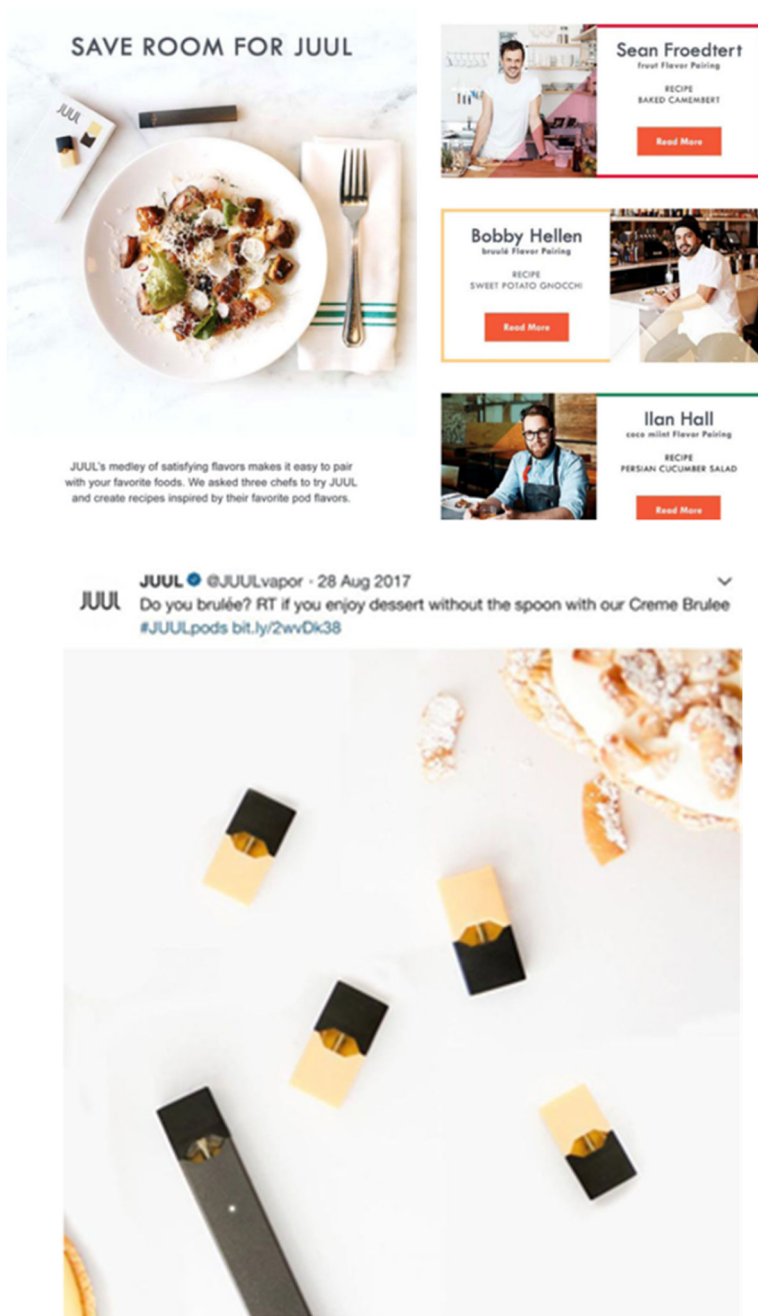 SAVE ROOM FOR JUUL
JUUL
JUUL's medley of satisfying flavors makes it easy to pair
with your favorite foods. We asked three chefs to try JUUL
and create recipes inspired by their favorite pod flavors.
Sean Froedtert
fruut Flavor Pairing
RECIPE
BAKED CAMEMBERT
Read More
Bobby Hellen
bruulé Flavor Pairing
RECIPE
SWEET POTATO GNOCCHI
Read More
Ilan Hall
coco miint Flavor Pairing
RECIPE
PERSIAN CUCUMBER SALAD
Read More
JUUL
JUUL @JUULvapor · 28 Aug 2017
Do you brulée? RT if you enjoy dessert without the spoon with our Creme Brulee
#JUULpods bit.ly/2wvDk38